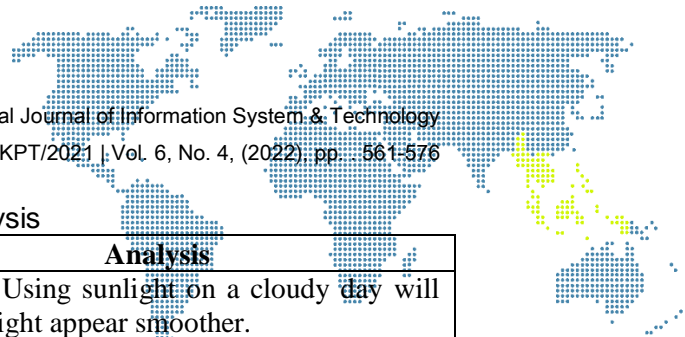 al Journal of Information System & Technology
KPT/2021 | Vol. 6, No. 4, (2022), pp. . 561-576
ysis
Analysis
Using sunlight on a cloudy day will
ight appear smoother.